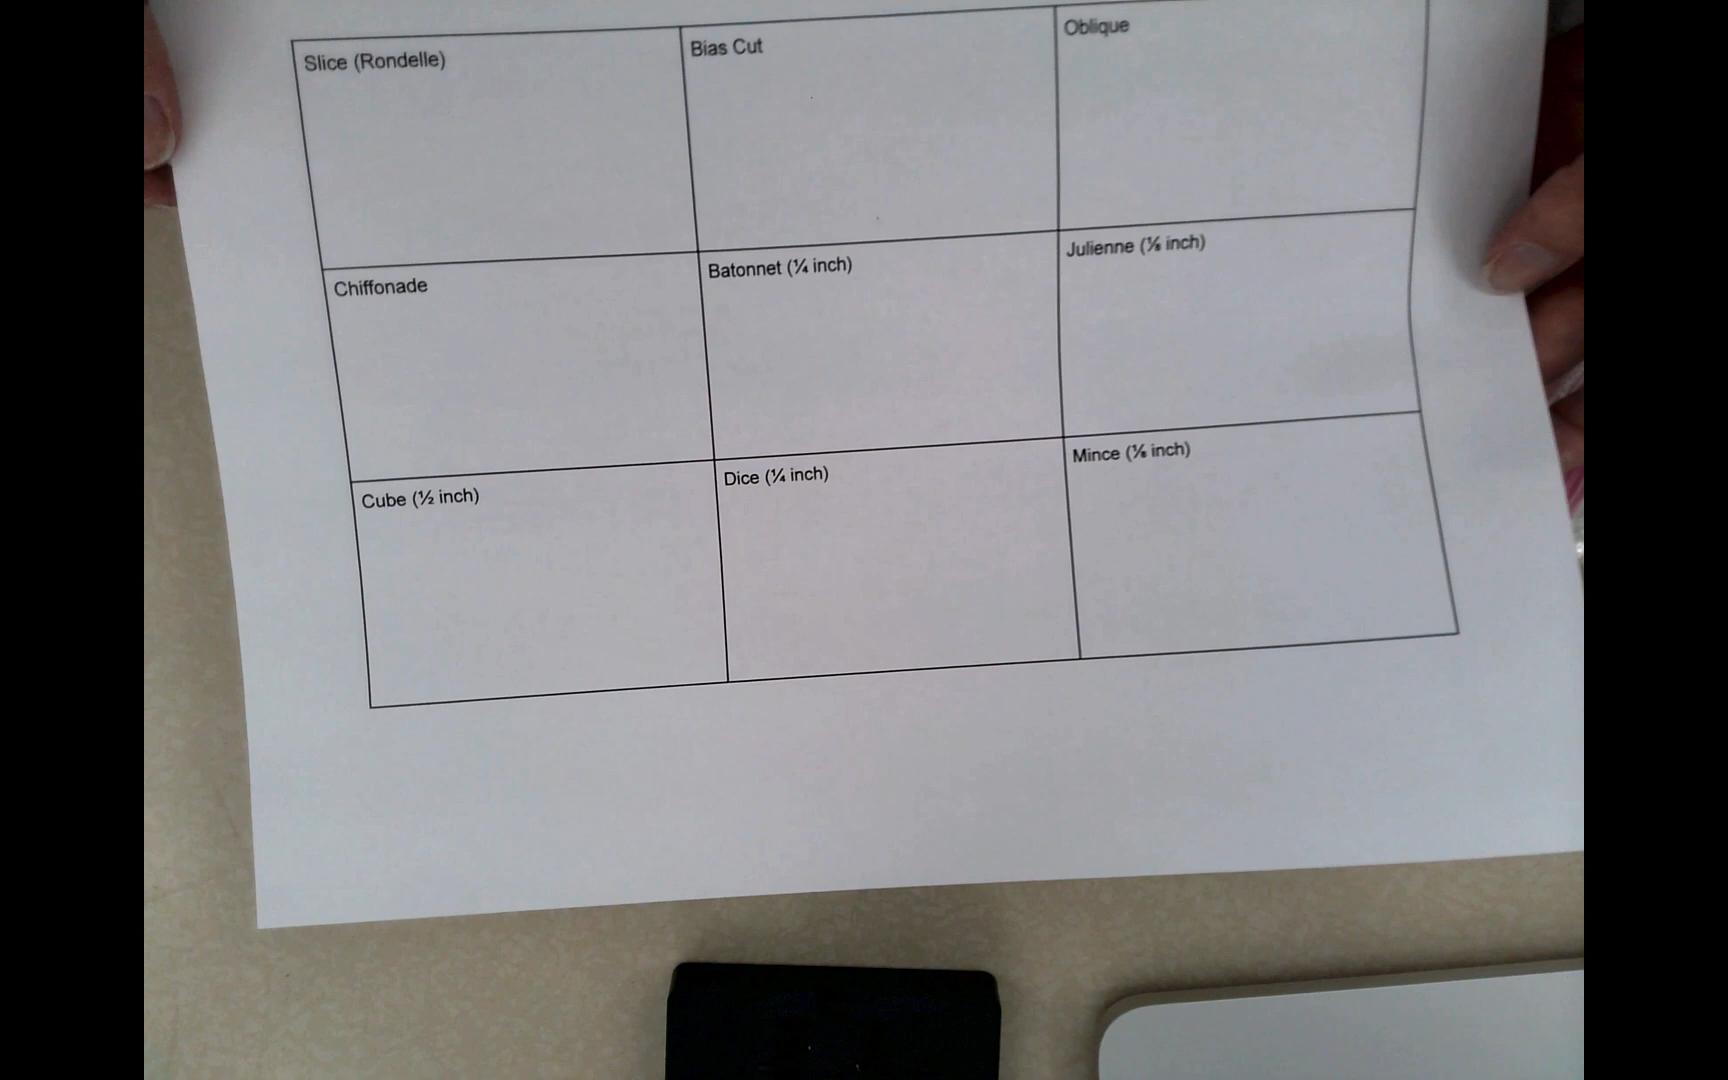 Slice (Rondelle)
Bias Cut
Oblique
Chiffonade
Batonnet (¼ inch)
Julienne (⅛ inch)
Cube (½ inch)
Dice (¼ inch)
Mince (⅛ inch)